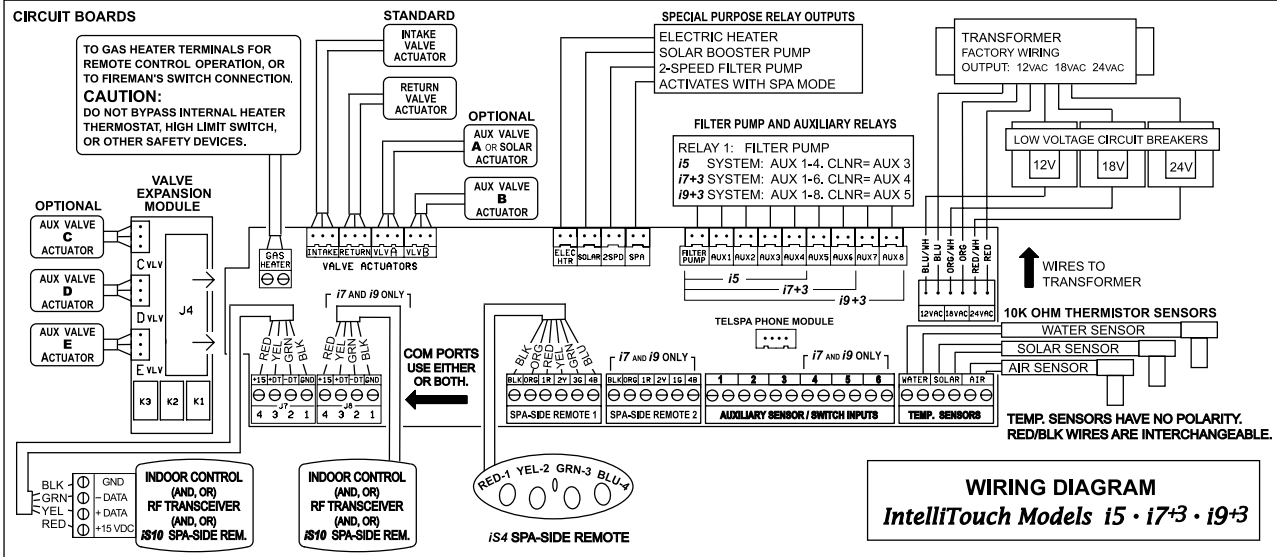 CIRCUIT BOARDS
TO GAS HEATER TERMINALS FOR
REMOTE CONTROL OPERATION, OR
TO FIREMAN'S SWITCH CONNECTION.
CAUTION:
DO NOT BYPASS INTERNAL HEATER
THERMOSTAT, HIGH LIMIT SWITCH,
OR OTHER SAFETY DEVICES.
STANDARD
INTAKE
VALVE
ACTUATOR
RETURN
VALVE
ACTUATOR
OPTIONAL
AUX VALVE
A OR SOLAR
ACTUATOR
AUX VALVE
B
ACTUATOR
SPECIAL PURPOSE RELAY OUTPUTS
ELECTRIC HEATER
SOLAR BOOSTER PUMP
2-SPEED FILTER PUMP
ACTIVATES WITH SPA MODE
FILTER PUMP AND AUXILIARY RELAYS
RELAY 1: FILTER PUMP
i5 SYSTEM: AUX 1-4. CLNR= AUX 3
i7+3 SYSTEM: AUX 1-6. CLNR= AUX 4
i9+3 SYSTEM: AUX 1-8. CLNR= AUX 5
TRANSFORMER
FACTORY WIRING
OUTPUT: 12VAC 18VAC 24VAC
LOW VOLTAGE CIRCUIT BREAKERS
12V 18V 24V
VALVE
EXPANSION
MODULE
OPTIONAL
AUX VALVE
C
ACTUATOR
AUX VALVE
D
ACTUATOR
AUX VALVE
E
ACTUATOR
C VLV
D VLV
E VLV
J4
K3 K2 K1
GAS
HEATER
INTAKE RETURN VLV A VLV B
VALVE ACTUATORS
ELEC
HTR SOLAR 2SPD SPA
FILTER
PUMP AUX1 AUX2 AUX3 AUX4 AUX5 AUX6 AUX7 AUX8
i5
i7+3
i9+3
BLU/WH BLU ORG/WH ORG RED/WH RED
12VAC 18VAC 24VAC
WIRES TO
TRANSFORMER
10K OHM THERMISTOR SENSORS
WATER SENSOR
SOLAR SENSOR
AIR SENSOR
TEMP. SENSORS HAVE NO POLARITY.
RED/BLK WIRES ARE INTERCHANGEABLE.
i7 AND i9 ONLY
RED YEL GRN BLK
RED YEL GRN BLK
+15 +DT -DT GND
J7
4 3 2 1
+15 +DT -DT GND
J8
4 3 2 1
COM PORTS
USE EITHER
OR BOTH.
BLK ORG RED YEL GRN BLU
BLK ORG 1R 2Y 3G 4B
SPA-SIDE REMOTE 1
i7 AND i9 ONLY
BLK ORG 1R 2Y 1G 4B
SPA-SIDE REMOTE 2
TELSPA PHONE MODULE
i7 AND i9 ONLY
1 2 3 4 5 6
AUXILIARY SENSOR / SWITCH INPUTS
WATER SOLAR AIR
TEMP. SENSORS
BLK GND
GRN - DATA
YEL + DATA
RED +15 VDC
INDOOR CONTROL
(AND, OR)
RF TRANSCEIVER
(AND, OR)
iS10 SPA-SIDE REM.
INDOOR CONTROL
(AND, OR)
RF TRANSCEIVER
(AND, OR)
iS10 SPA-SIDE REM.
RED-1 YEL-2 GRN-3 BLU-4
iS4 SPA-SIDE REMOTE
WIRING DIAGRAM
IntelliTouch Models i5 · i7+3 · i9+3